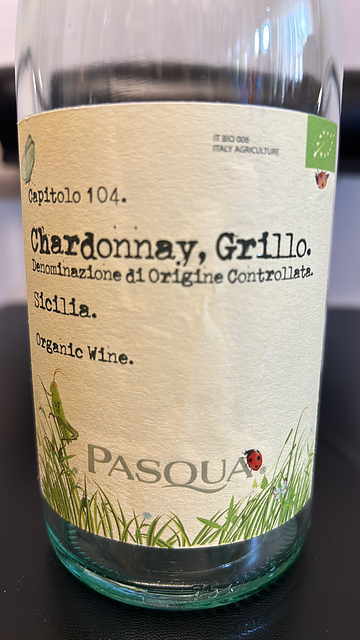 IT BIO 006
ITALY AGRICULTURE
Capitolo 104.
Chardonnay, Grillo.
Denominazione di Origine Controllata.
Sicilia.
Organic Wine.
PASQUA